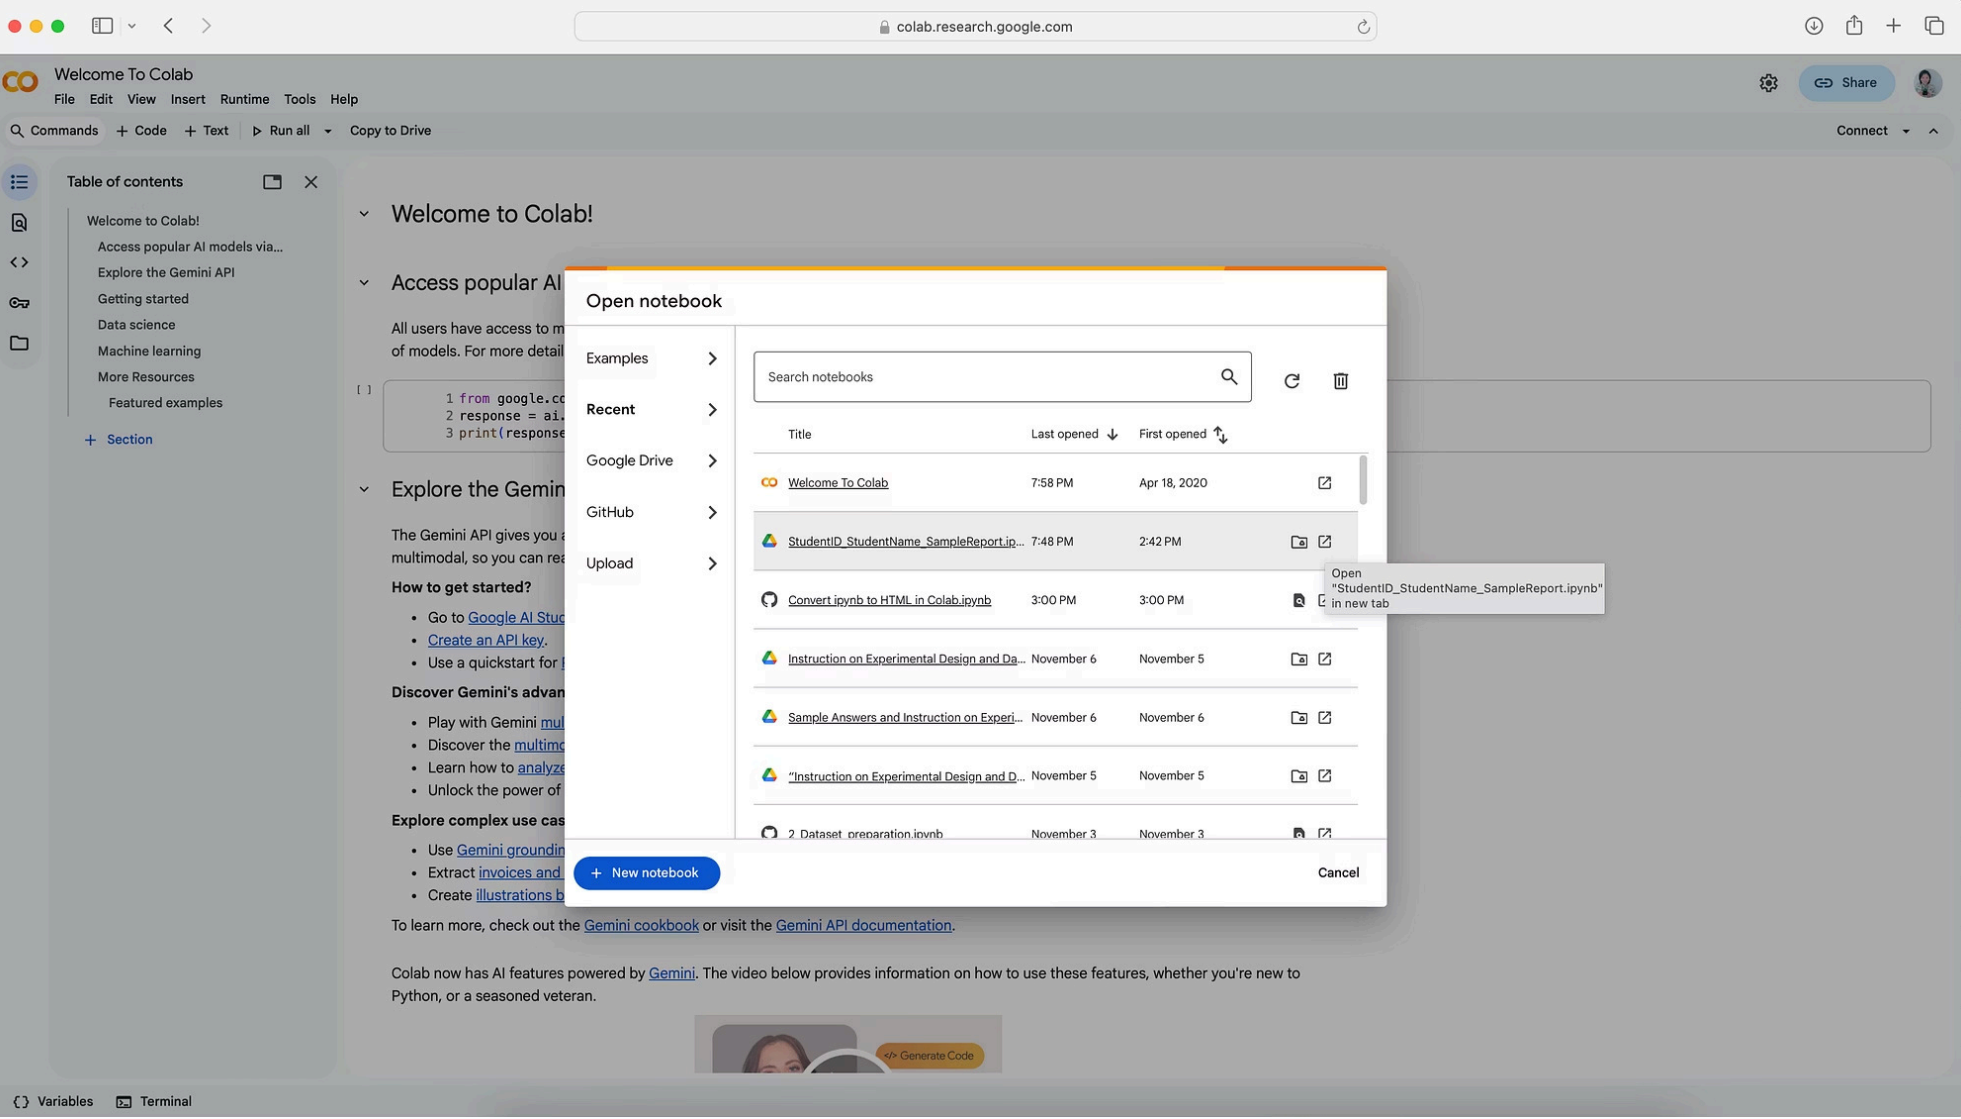 colab.research.google.com
Welcome To Colab
File Edit View Insert Runtime Tools Help
Share
Commands + Code + Text Run all Copy to Drive
Connect
Table of contents
Welcome to Colab!
Access popular AI models via...
Explore the Gemini API
Getting started
Data science
Machine learning
More Resources
Featured examples
+ Section
Welcome to Colab!
Access popular AI
All users have access to m
of models. For more detail
[ ]
1 from google.co
2 response = ai.
3 print(response
Explore the Gemin
The Gemini API gives you a
multimodal, so you can rea
How to get started?
• Go to Google AI Stud
• Create an API key.
• Use a quickstart for
Discover Gemini's advan
• Play with Gemini mul
• Discover the multimo
• Learn how to analyze
• Unlock the power of
Explore complex use cas
• Use Gemini groundin
• Extract invoices and
• Create illustrations b
To learn more, check out the Gemini cookbook or visit the Gemini API documentation.
Colab now has AI features powered by Gemini. The video below provides information on how to use these features, whether you're new to
Python, or a seasoned veteran.
</> Generate Code
Open notebook
Examples
Recent
Google Drive
GitHub
Upload
Search notebooks
Title Last opened First opened
Welcome To Colab 7:58 PM Apr 18, 2020
StudentID_StudentName_SampleReport.ip... 7:48 PM 2:42 PM
Open
"StudentID_StudentName_SampleReport.ipynb"
in new tab
Convert ipynb to HTML in Colab.ipynb 3:00 PM 3:00 PM
Instruction on Experimental Design and Da... November 6 November 5
Sample Answers and Instruction on Experi... November 6 November 6
“Instruction on Experimental Design and D... November 5 November 5
2_Dataset_preparation.ipynb November 3 November 3
+ New notebook
Cancel
{} Variables Terminal